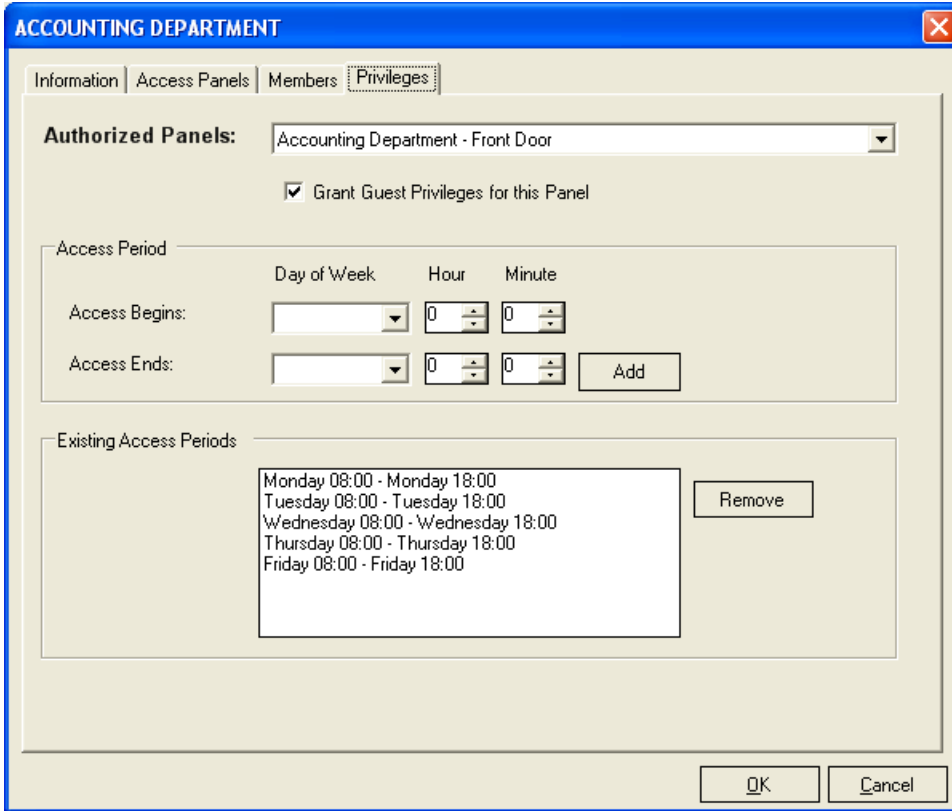 ACCOUNTING DEPARTMENT
Information Access Panels Members Privileges
Authorized Panels: Accounting Department - Front Door
Grant Guest Privileges for this Panel
Access Period
Day of Week Hour Minute
Access Begins: 0 0
Access Ends: 0 0 Add
Existing Access Periods
Monday 08:00 - Monday 18:00
Tuesday 08:00 - Tuesday 18:00
Wednesday 08:00 - Wednesday 18:00
Thursday 08:00 - Thursday 18:00
Friday 08:00 - Friday 18:00
Remove
OK Cancel